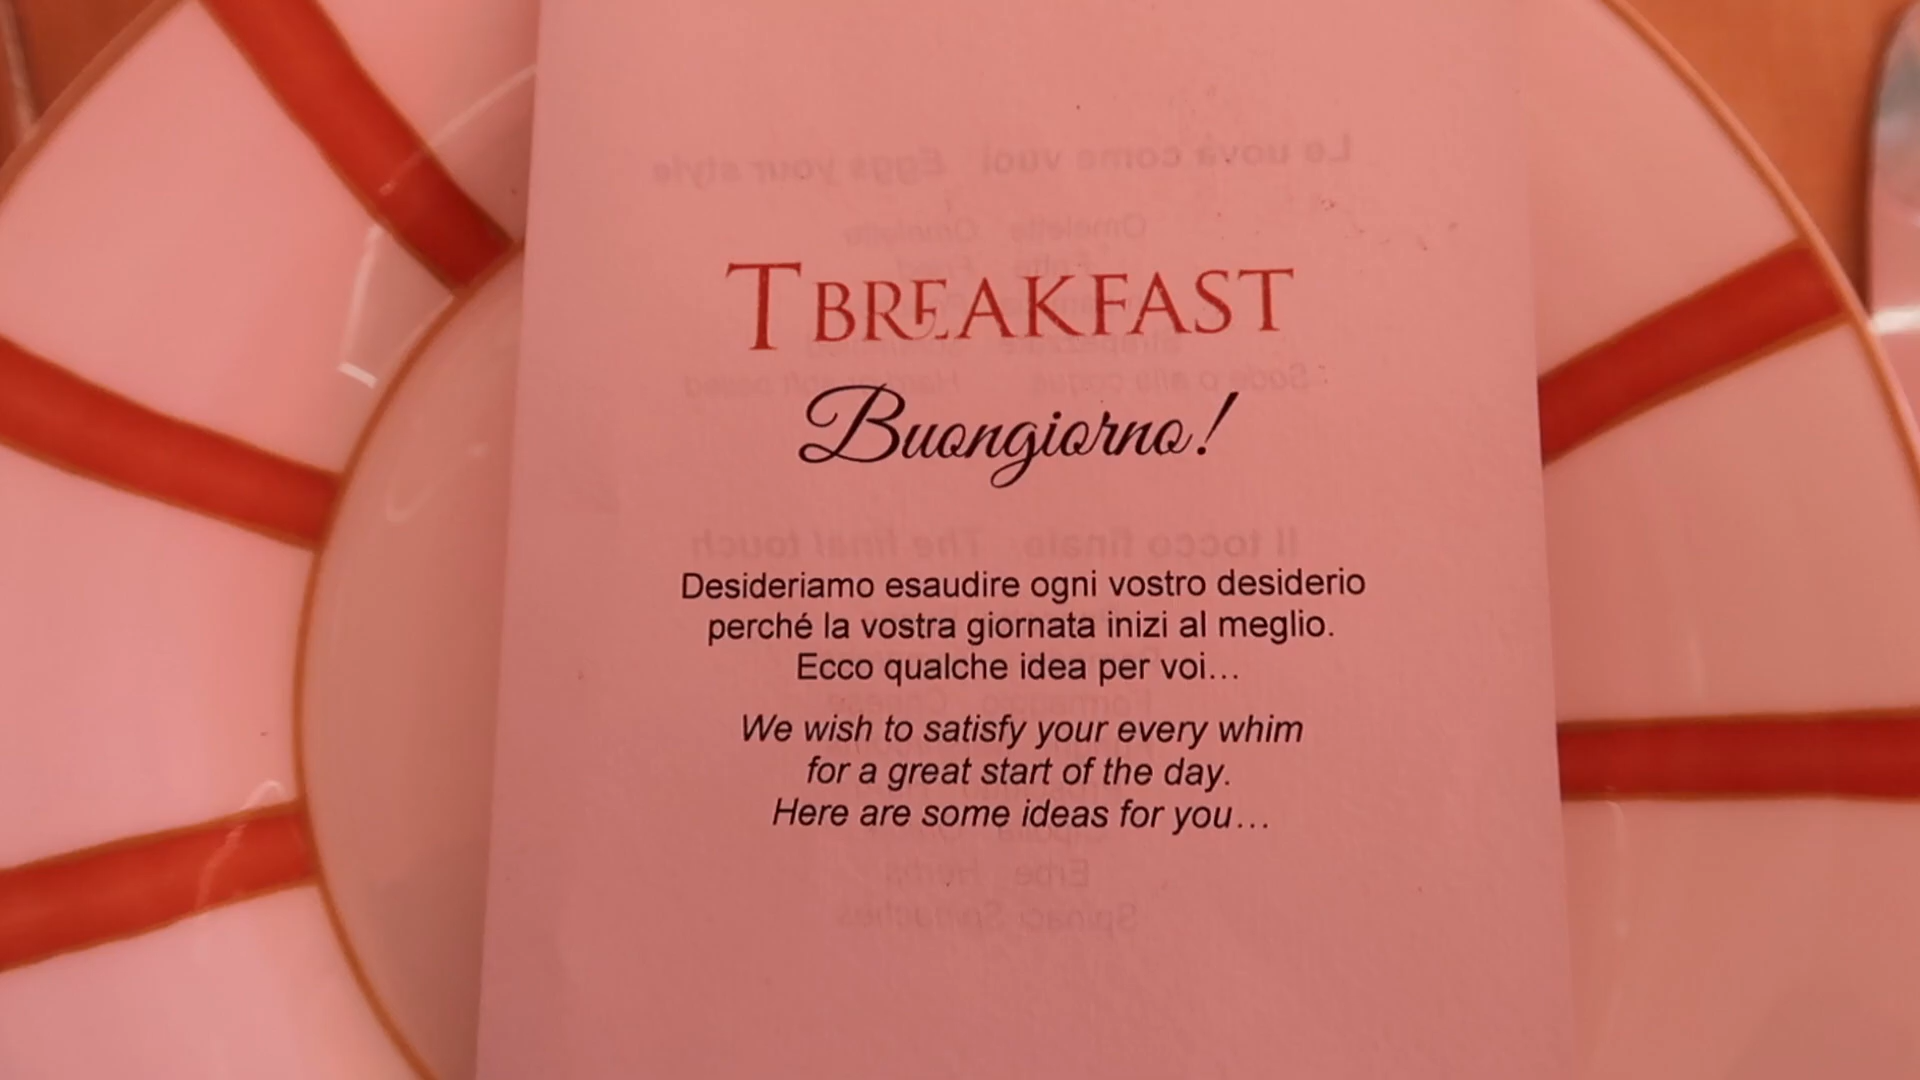 T BREAKFAST
Buongiorno!
Desideriamo esaudire ogni vostro desiderio
perché la vostra giornata inizi al meglio.
Ecco qualche idea per voi…
We wish to satisfy your every whim
for a great start of the day.
Here are some ideas for you…